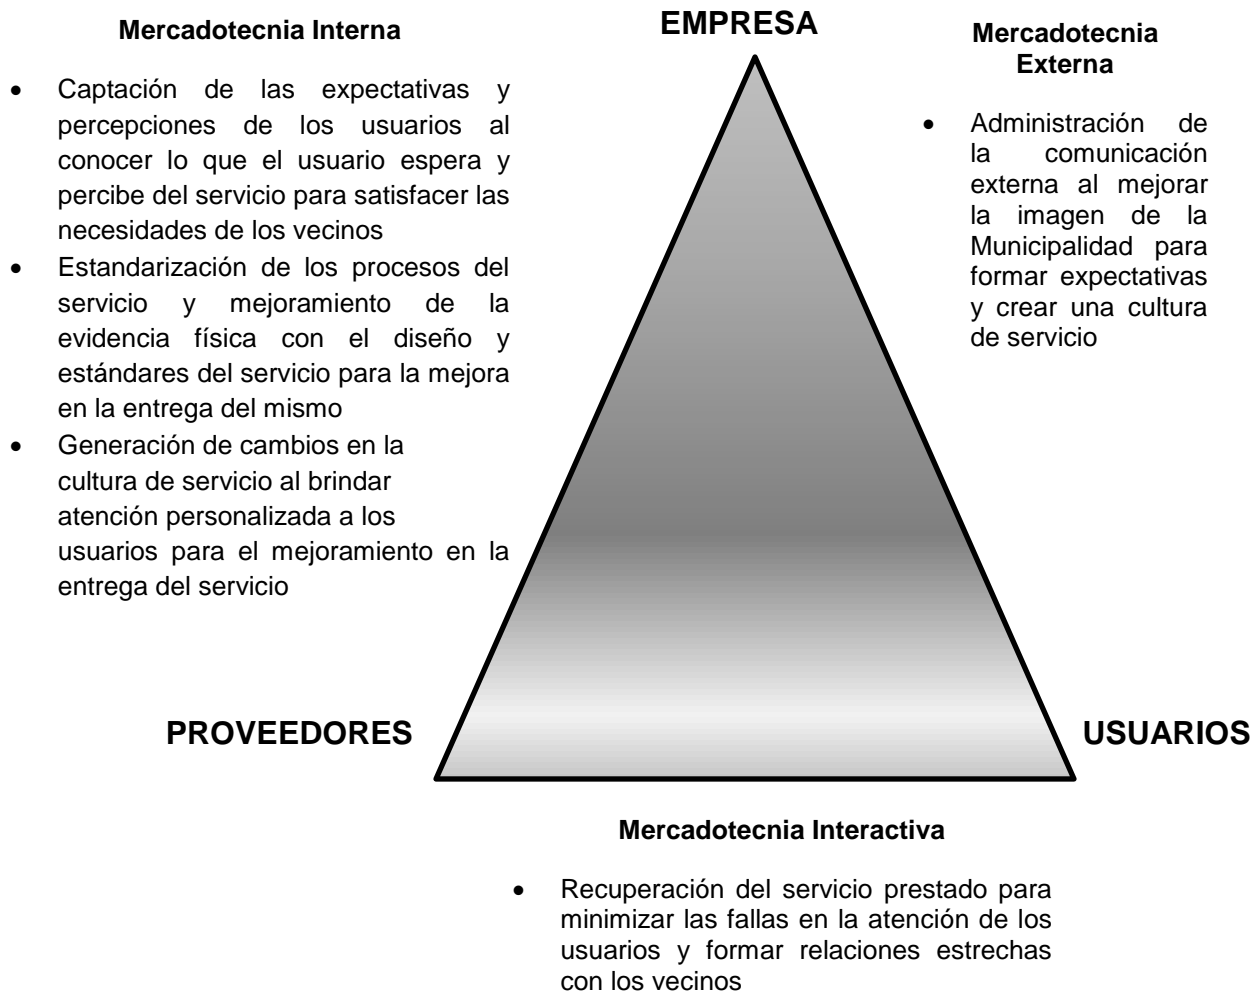 Mercadotecnia Interna
• Captación de las expectativas y
percepciones de los usuarios al
conocer lo que el usuario espera y
percibe del servicio para satisfacer las
necesidades de los vecinos
• Estandarización de los procesos del
servicio y mejoramiento de la
evidencia física con el diseño y
estándares del servicio para la mejora
en la entrega del mismo
• Generación de cambios en la
cultura de servicio al brindar
atención personalizada a los
usuarios para el mejoramiento en la
entrega del servicio
EMPRESA
Mercadotecnia
Externa
• Administración de
la comunicación
externa al mejorar
la imagen de la
Municipalidad para
formar expectativas
y crear una cultura
de servicio
PROVEEDORES
USUARIOS
Mercadotecnia Interactiva
• Recuperación del servicio prestado para
minimizar las fallas en la atención de los
usuarios y formar relaciones estrechas
con los vecinos